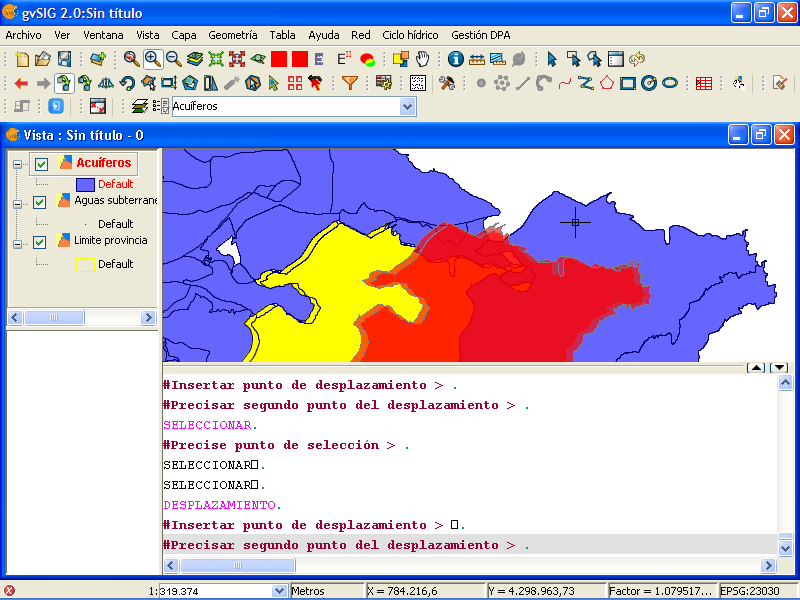 gvSIG 2.0:Sin título
Archivo Ver Ventana Vista Capa Geometría Tabla Ayuda Red Ciclo hídrico Gestión DPA
Acuíferos
Vista : Sin título - 0
Acuíferos
Default
Aguas subterrane
Default
Limite provincia
Default
#Insertar punto de desplazamiento > .
#Precisar segundo punto del desplazamiento > .
SELECCIONAR.
#Precise punto de selección > .
SELECCIONAR□.
SELECCIONAR□.
DESPLAZAMIENTO.
#Insertar punto de desplazamiento > □.
#Precisar segundo punto del desplazamiento > .
1:319.374 Metros X = 784.216,6 Y = 4.298.963,73 Factor = 1.079517... EPSG:23030